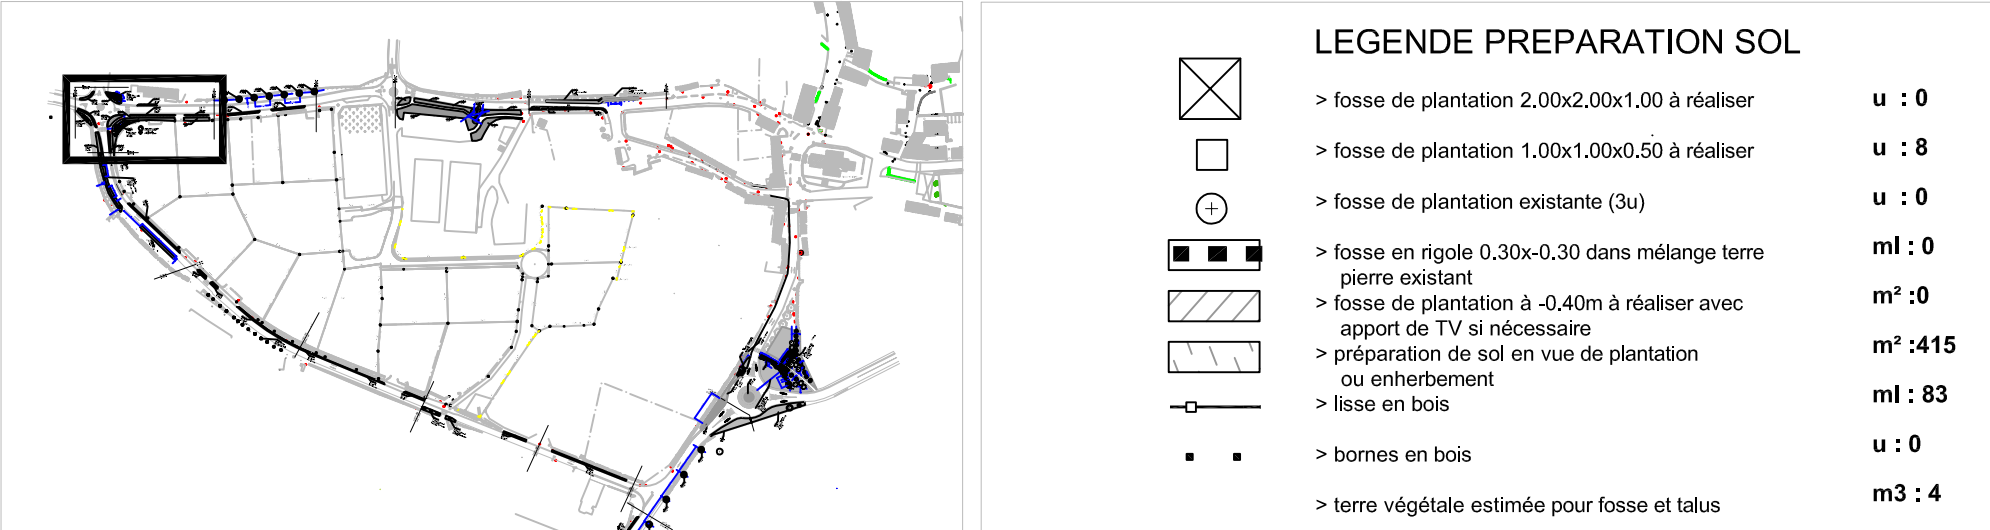 LEGENDE PREPARATION SOL
> fosse de plantation 2.00x2.00x1.00 à réaliser u : 0
> fosse de plantation 1.00x1.00x0.50 à réaliser u : 8
> fosse de plantation existante (3u) u : 0
> fosse en rigole 0.30x-0.30 dans mélange terre ml : 0
pierre existant
> fosse de plantation à -0.40m à réaliser avec m² :0
apport de TV si nécessaire
> préparation de sol en vue de plantation m² :415
ou enherbement
> lisse en bois ml : 83
> bornes en bois u : 0
> terre végétale estimée pour fosse et talus m3 : 4